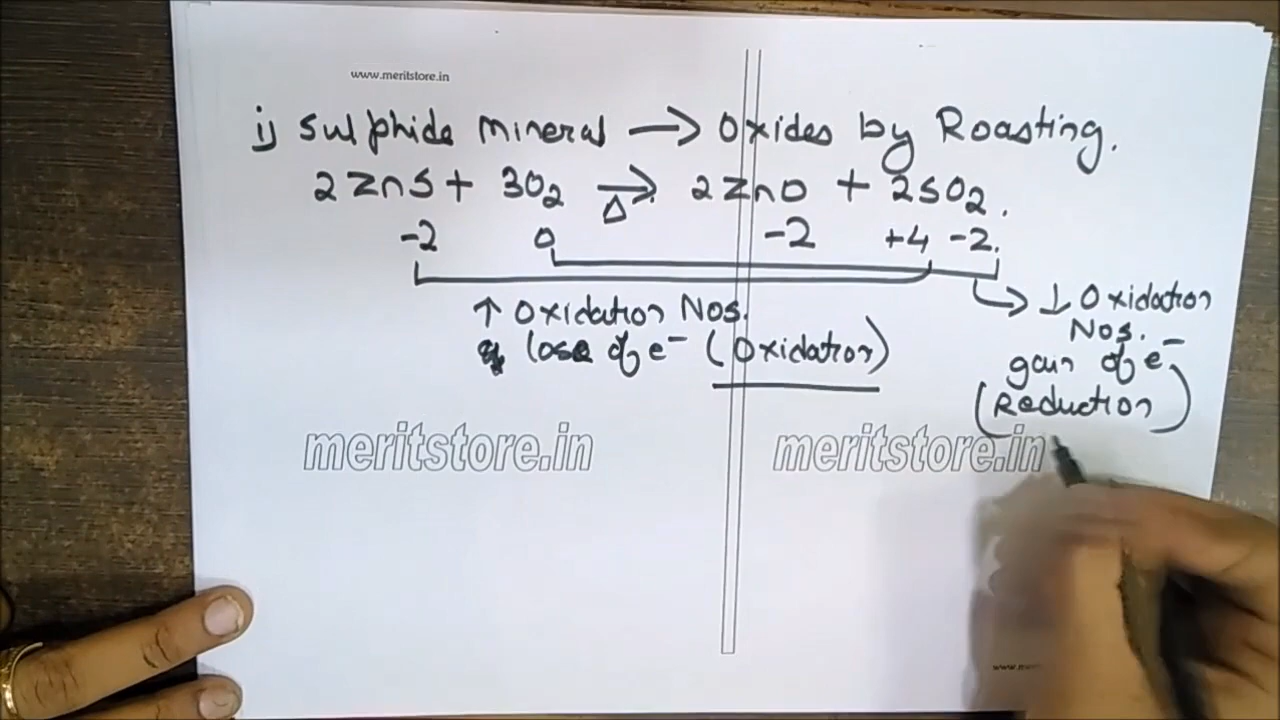 www.meritstore.in
i) Sulphide Mineral → Oxides by Roasting.
2ZnS + 3O₂ →Δ 2ZnO + 2SO₂.
-2 0 -2 +4 -2.
↑ Oxidation Nos.
lose of e⁻ (Oxidation)
↓ Oxidation
Nos.
gain of e⁻
(Reduction)
meritstore.in meritstore.in